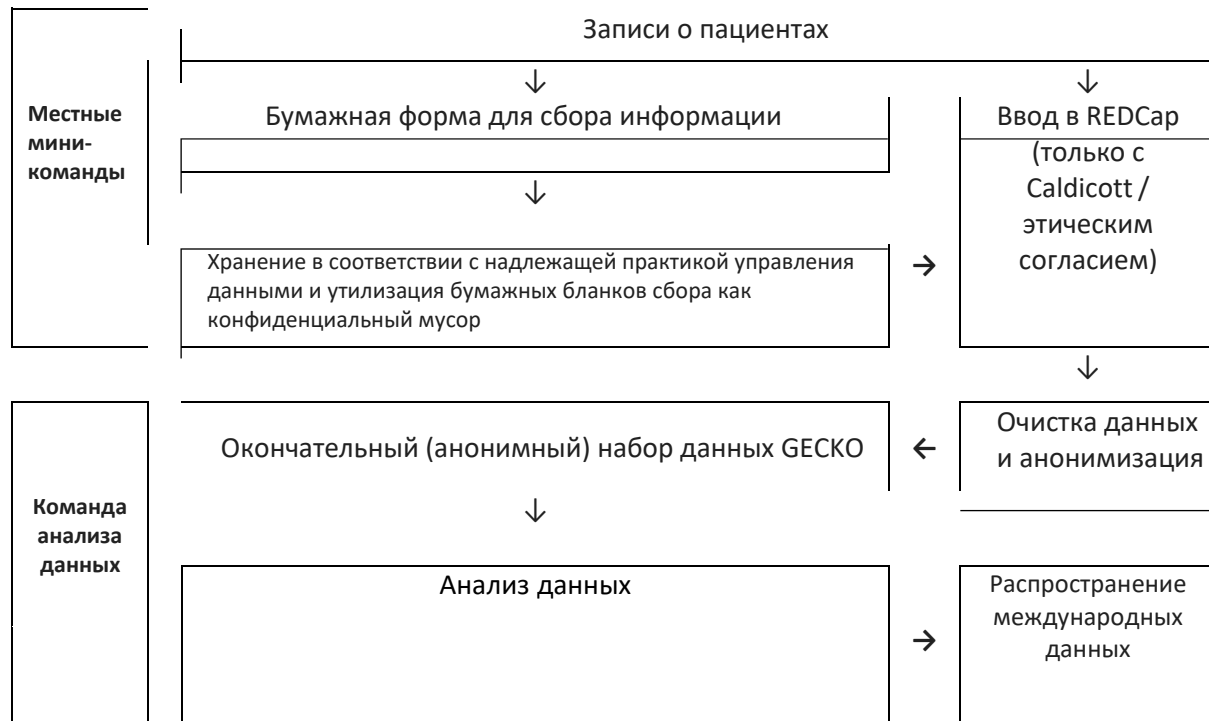 Записи о пациентах
↓
↓
Местные
мини-
команды
Бумажная форма для сбора информации
↓
Хранение в соответствии с надлежащей практикой управления
данными и утилизация бумажных бланков сбора как
конфиденциальный мусор
→
Ввод в REDCap
(только с
Caldicott /
этическим
согласием)
↓
Команда
анализа
данных
Окончательный (анонимный) набор данных GECKO
←
Очистка данных
и анонимизация
↓
Анализ данных
→
Распространение
международных
данных